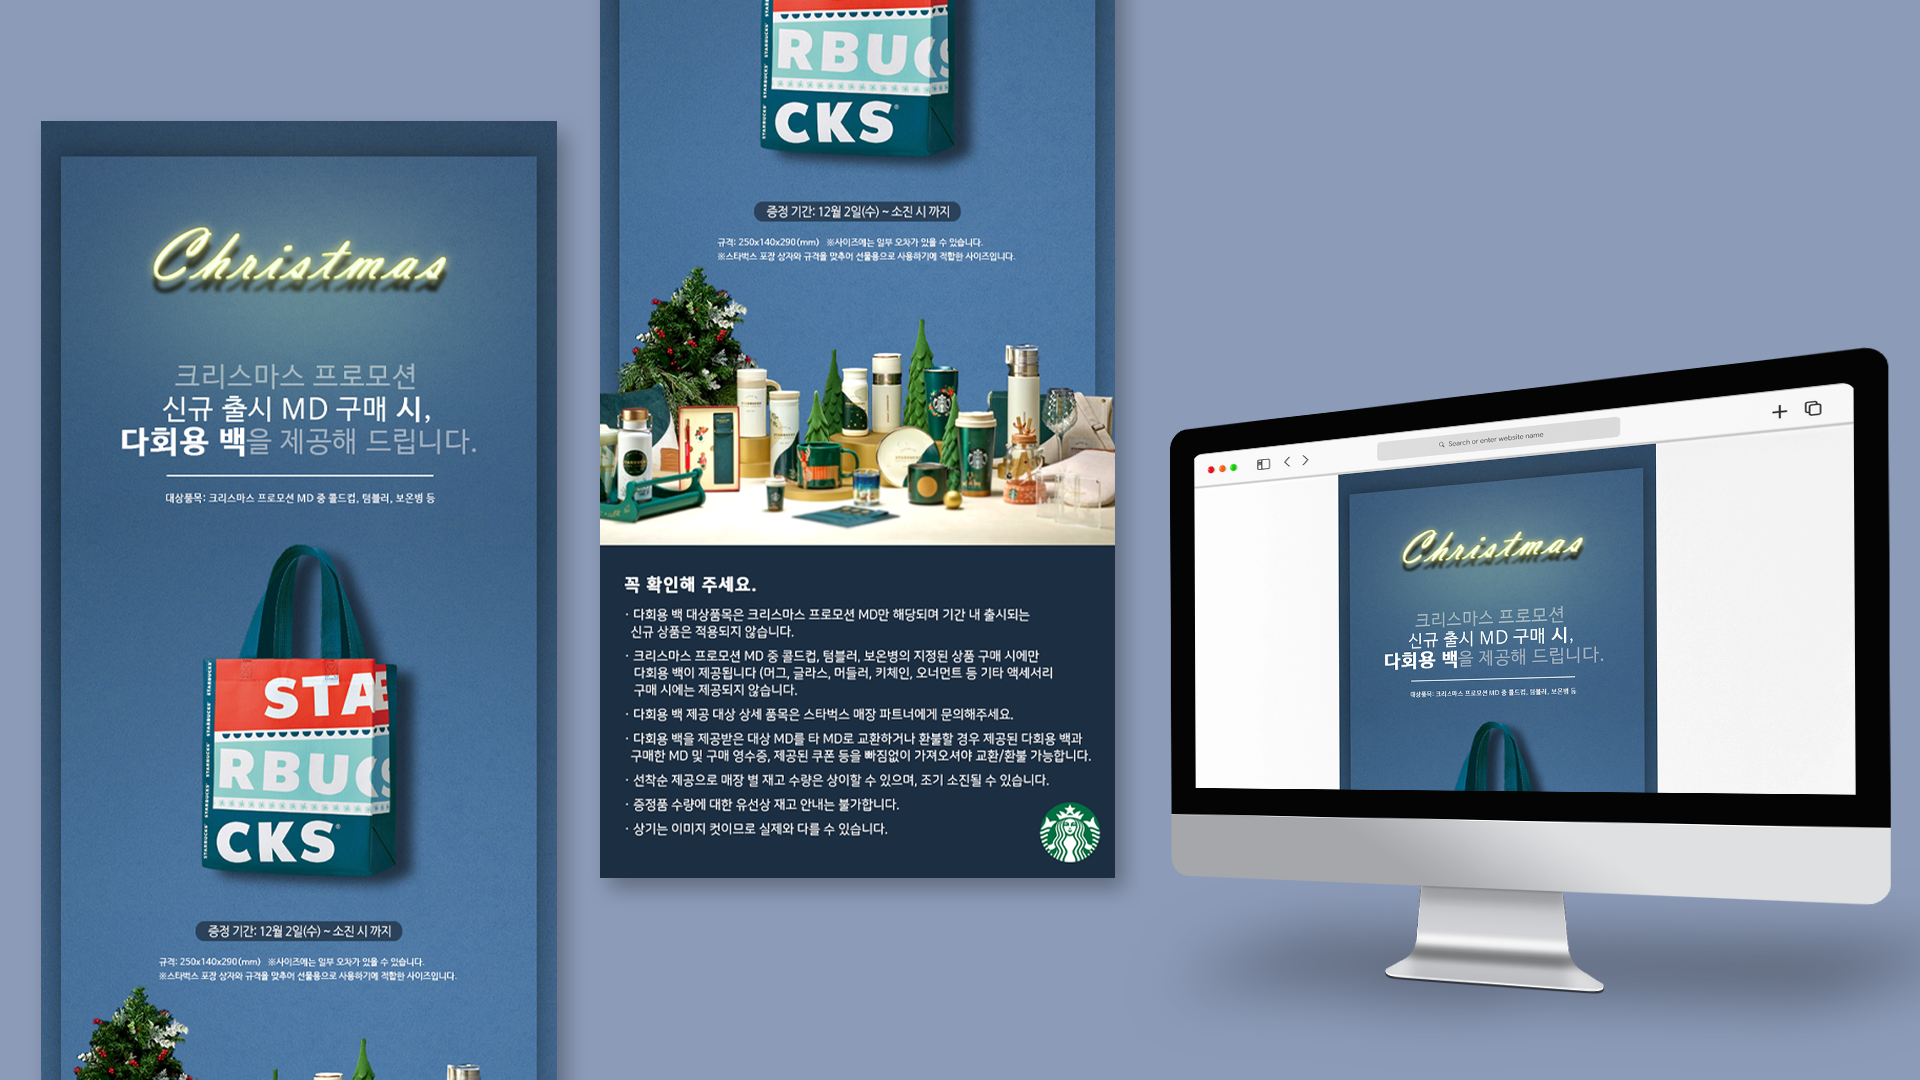 Christmas
크리스마스 프로모션
신규 출시 MD 구매 시,
다회용 백을 제공해 드립니다.
대상품목: 크리스마스 프로모션 MD 중 콜드컵, 텀블러, 보온병 등
STA
RBUC
CKS
증정 기간: 12월 2일(수) ~ 소진 시 까지
규격: 250x140x290(mm) ※사이즈에는 일부 오차가 있을 수 있습니다.
※스타벅스 포장 상자와 규격을 맞추어 선물용으로 사용하기에 적합한 사이즈입니다.
RBUC
CKS
증정 기간: 12월 2일(수) ~ 소진 시 까지
규격: 250x140x290(mm) ※사이즈에는 일부 오차가 있을 수 있습니다.
※스타벅스 포장 상자와 규격을 맞추어 선물용으로 사용하기에 적합한 사이즈입니다.
꼭 확인해 주세요.
· 다회용 백 대상품목은 크리스마스 프로모션 MD만 해당되며 기간 내 출시되는
신규 상품은 적용되지 않습니다.
· 크리스마스 프로모션 MD 중 콜드컵, 텀블러, 보온병의 지정된 상품 구매 시에만
다회용 백이 제공됩니다 (머그, 글라스, 머들러, 키체인, 오너먼트 등 기타 액세서리
구매 시에는 제공되지 않습니다.
· 다회용 백 제공 대상 상세 품목은 스타벅스 매장 파트너에게 문의해주세요.
· 다회용 백을 제공받은 대상 MD를 타 MD로 교환하거나 환불할 경우 제공된 다회용 백과
구매한 MD 및 구매 영수증, 제공된 쿠폰 등을 빠짐없이 가져오셔야 교환/환불 가능합니다.
· 선착순 제공으로 매장 별 재고 수량은 상이할 수 있으며, 조기 소진될 수 있습니다.
· 증정품 수량에 대한 유선상 재고 안내는 불가합니다.
· 상기는 이미지 컷이므로 실제와 다를 수 있습니다.
Search or enter website name
Christmas
크리스마스 프로모션
신규 출시 MD 구매 시,
다회용 백을 제공해 드립니다.
대상품목: 크리스마스 프로모션 MD 중 콜드컵, 텀블러, 보온병 등